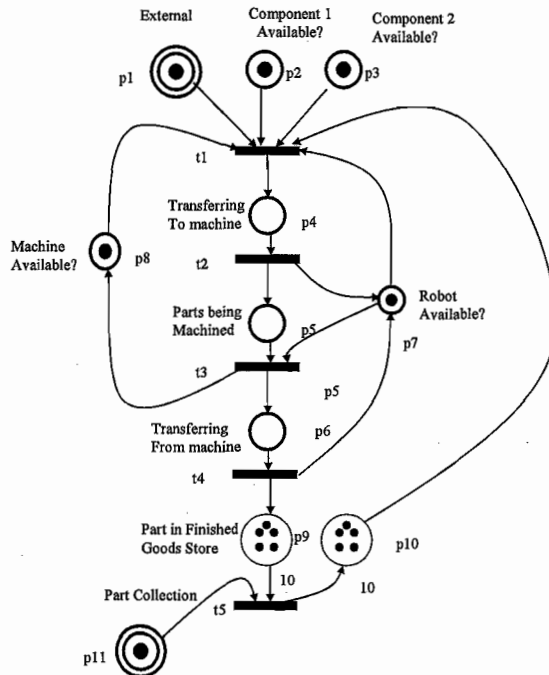 External
Component 1
Available?
Component 2
Available?
p1
p2
p3
t1
Transferring
To machine
p4
Machine
Available?
p8
t2
Robot
Available?
Parts being
Machined
p5
p7
t3
p5
Transferring
From machine
p6
t4
Part in Finished
Goods Store
p9
p10
10
10
Part Collection
t5
p11